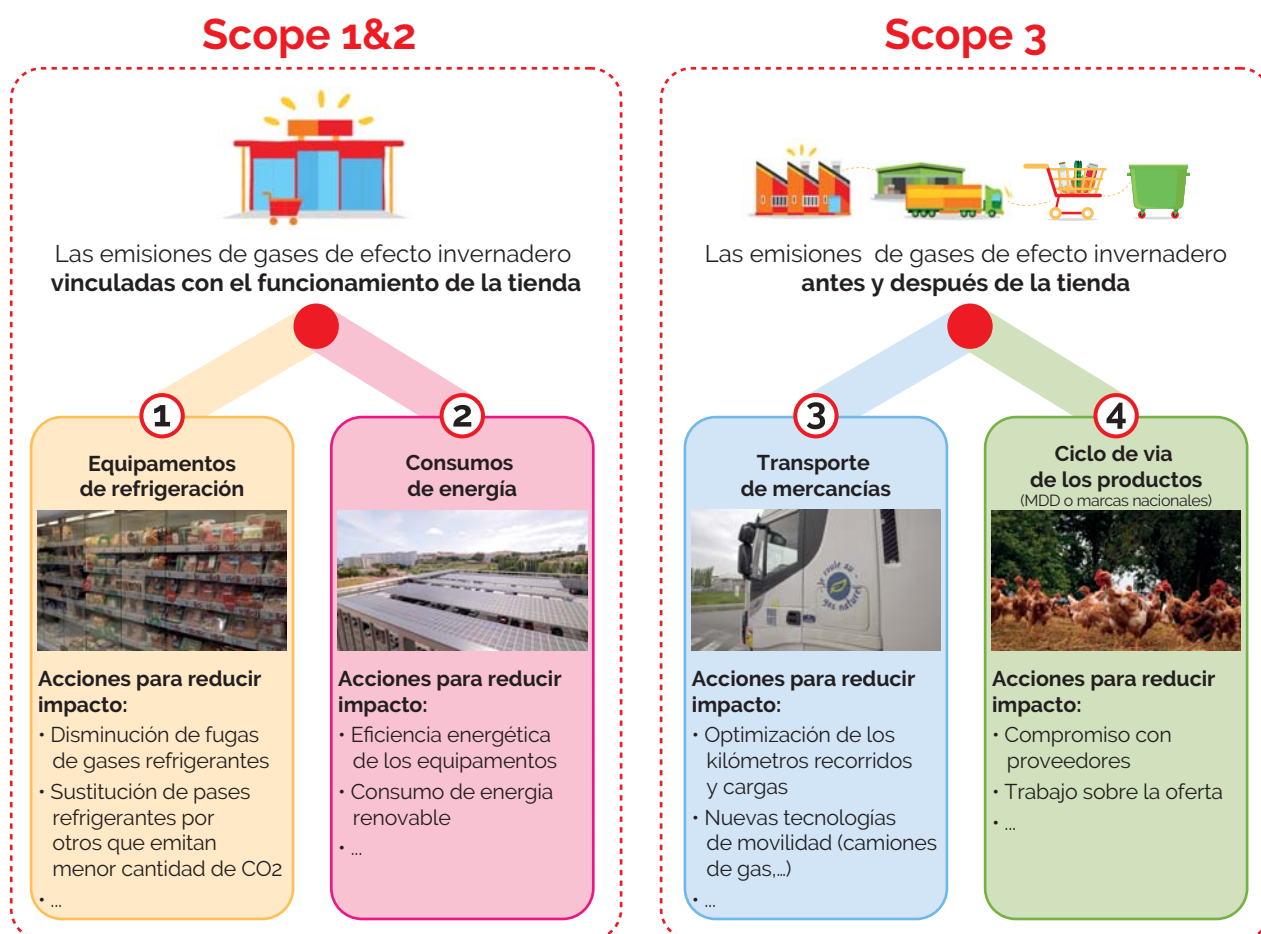 Scope 1&2
Las emisiones de gases de efecto invernadero
vinculadas con el funcionamiento de la tienda
1
Equipamentos
de refrigeración
Acciones para reducir
impacto:
• Disminución de fugas
de gases refrigerantes
• Sustitución de pases
refrigerantes por
otros que emitan
menor cantidad de CO2
• ...
2
Consumos
de energía
Acciones para reducir
impacto:
• Eficiencia energética
de los equipamentos
• Consumo de energia
renovable
• ...
Scope 3
Las emisiones de gases de efecto invernadero
antes y después de la tienda
3
Transporte
de mercancías
je roule au
gaz naturel
Acciones para reducir
impacto:
• Optimización de los
kilómetros recorridos
y cargas
• Nuevas tecnologías
de movilidad (camiones
de gas,...)
• ...
4
Ciclo de via
de los productos
(MDD o marcas nacionales)
Acciones para reducir
impacto:
• Compromiso con
proveedores
• Trabajo sobre la oferta
• ...